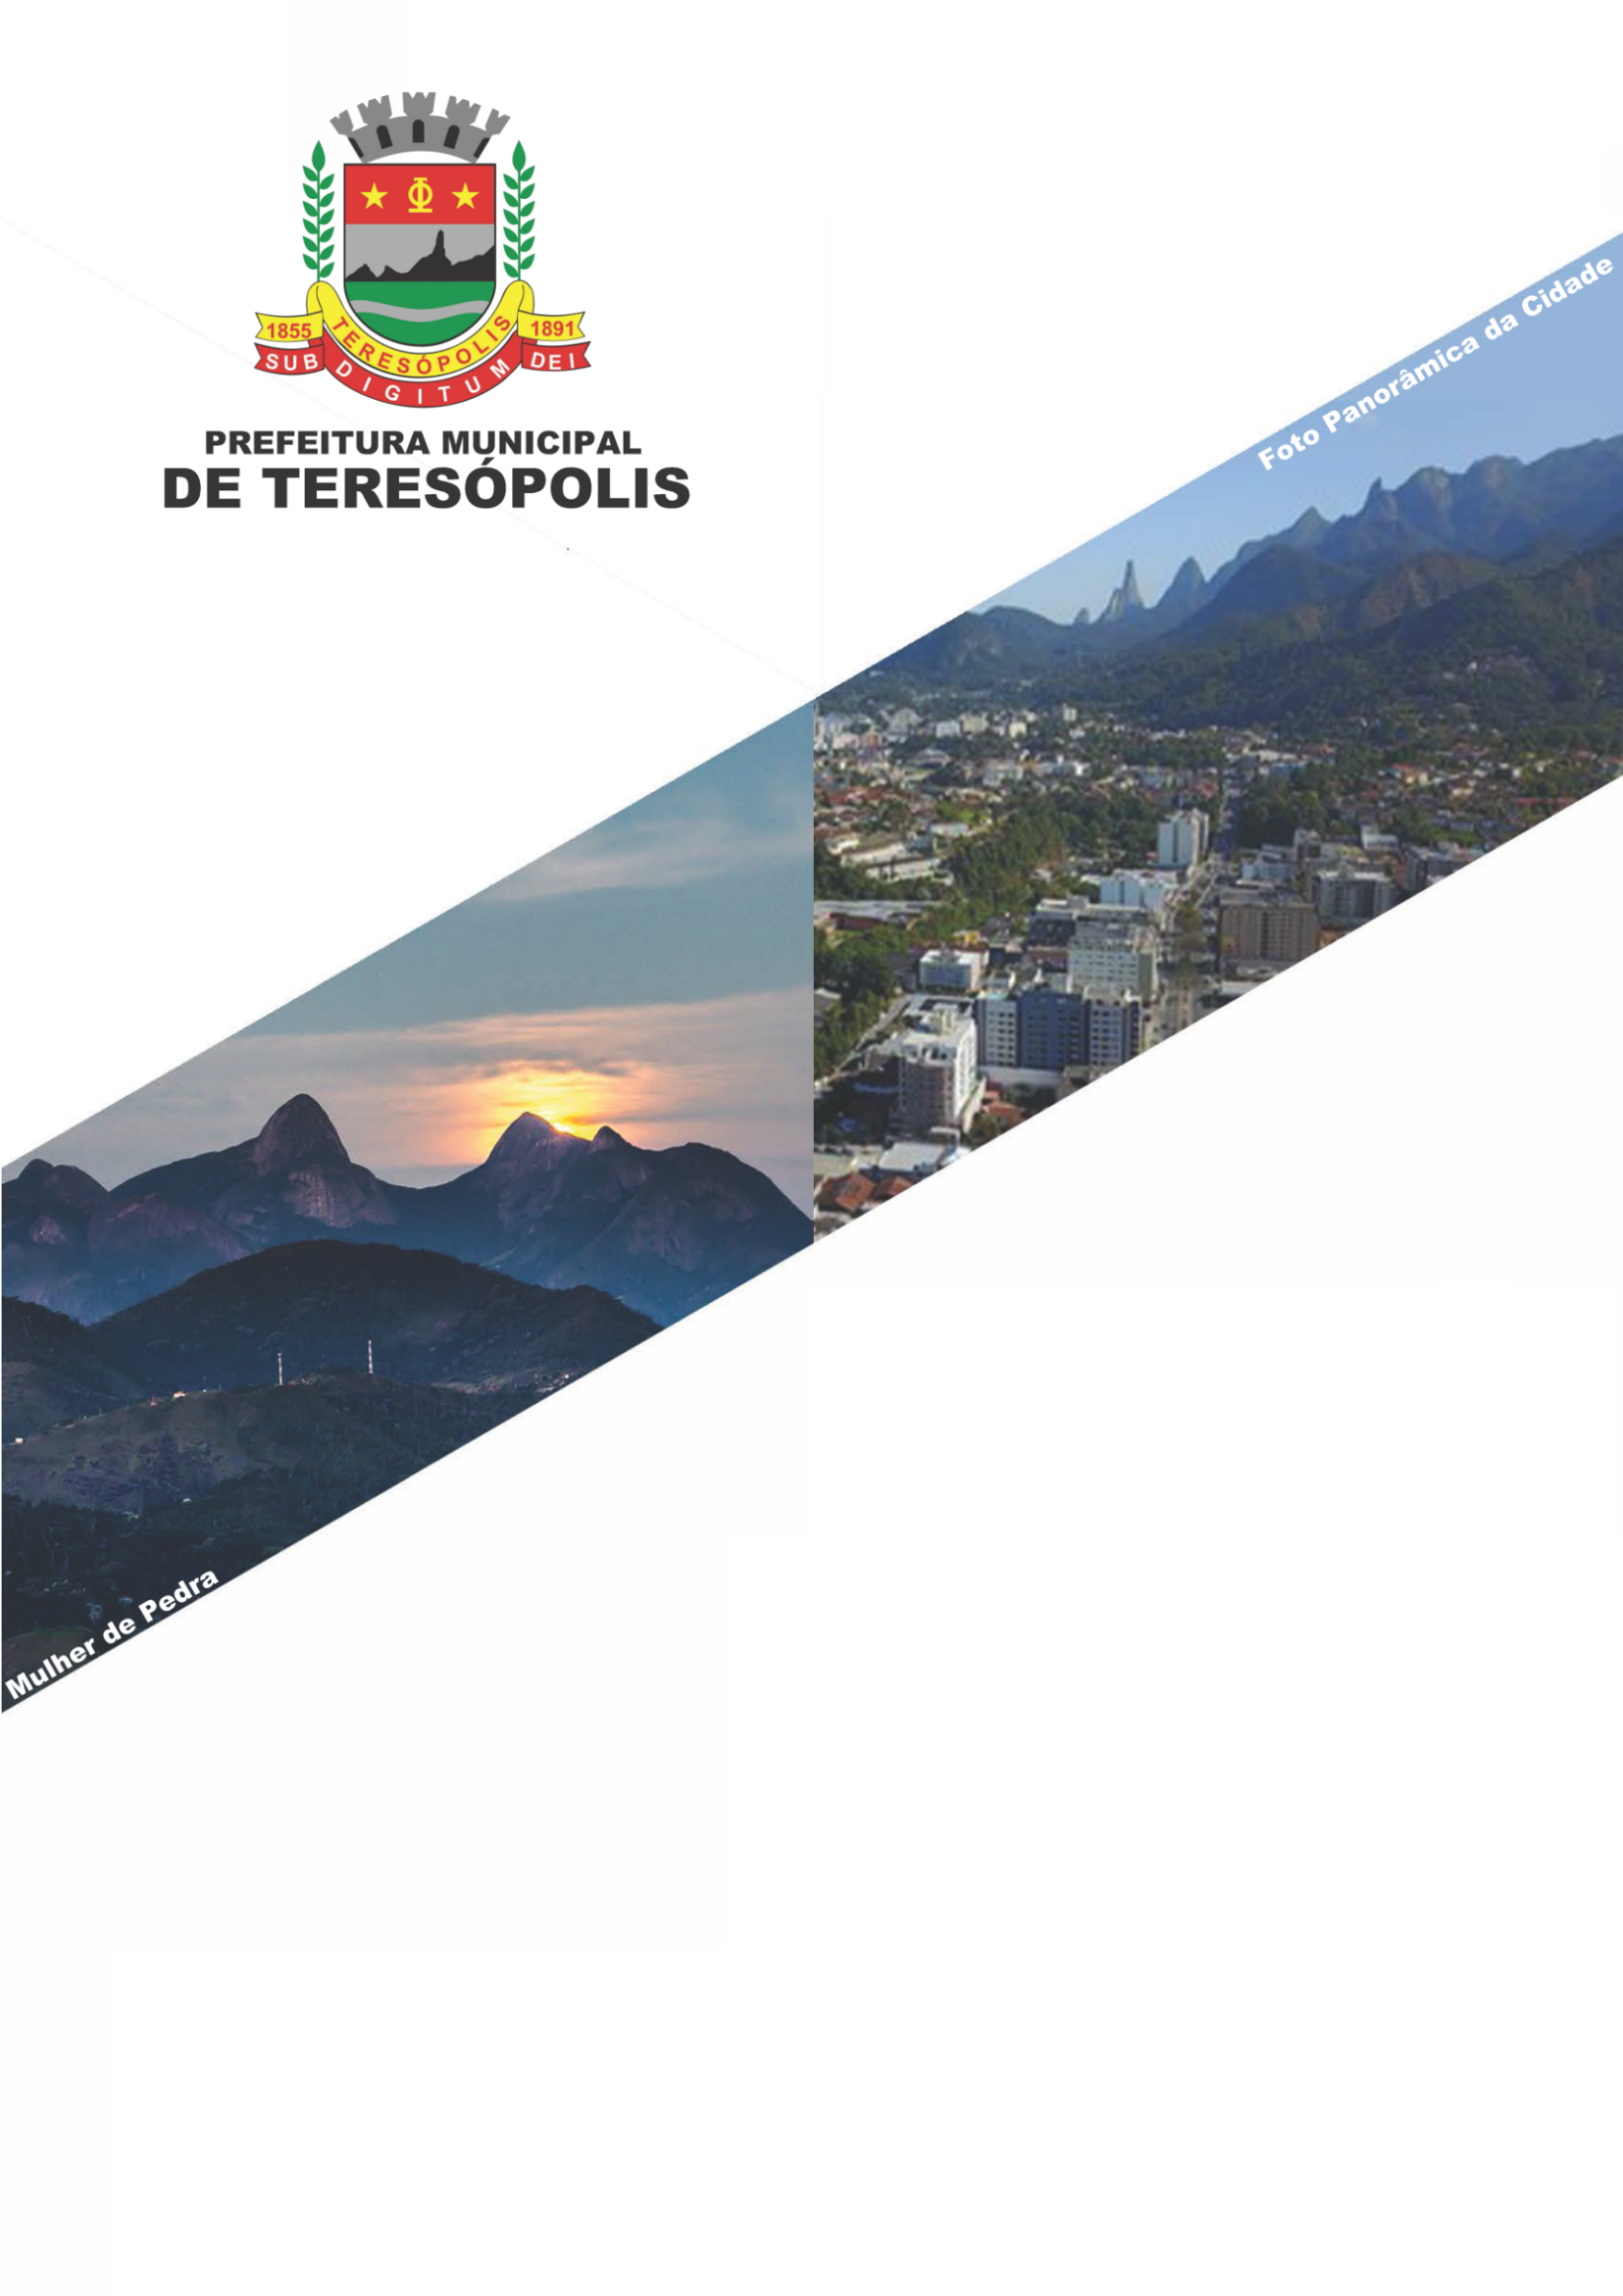 1855
1891
TERESÓPOLIS
SUB DIGITUM DEI
PREFEITURA MUNICIPAL
DE TERESÓPOLIS
Foto Panorâmica da Cidade
Mulher de Pedra